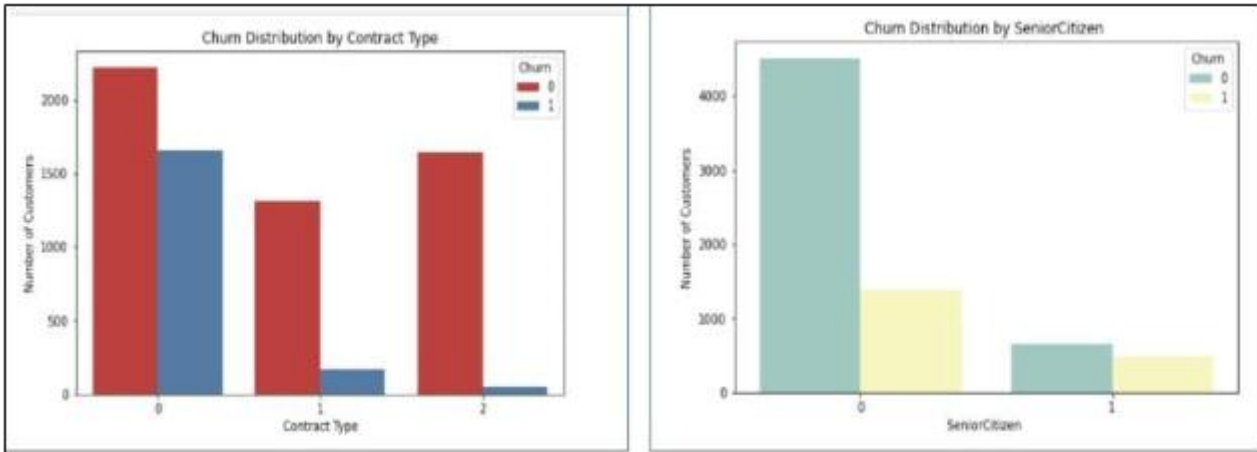 Churn Distribution by Contract Type
Churn
0
1
2000
1500
1000
500
0
Number of Customers
0 1 2
Contract Type
Churn Distribution by SeniorCitizen
Churn
0
1
4000
3000
2000
1000
0
Number of Customers
0 1
SeniorCitizen